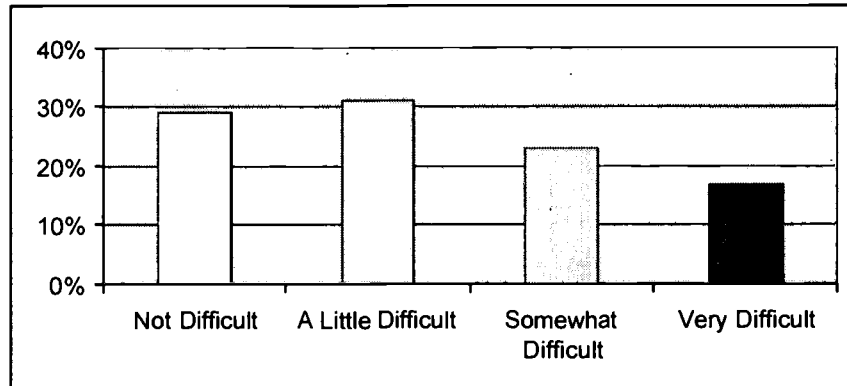 40%
30%
20%
10%
0%
Not Difficult
A Little Difficult
Somewhat
Difficult
Very Difficult